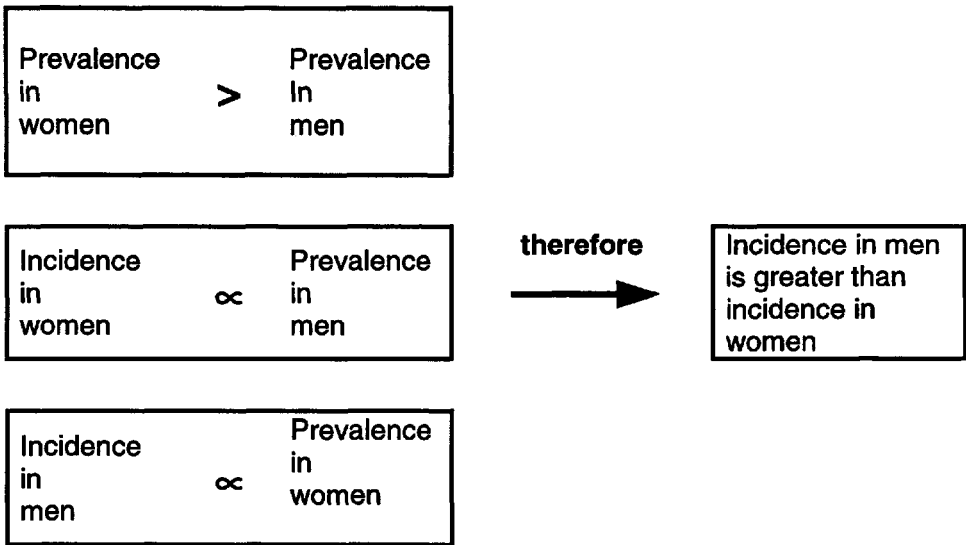 Prevalence
in
women
>
Prevalence
In
men
Incidence
in
women
∝
Prevalence
in
men
therefore
Incidence in men
is greater than
incidence in
women
Incidence
in
men
∝
Prevalence
in
women